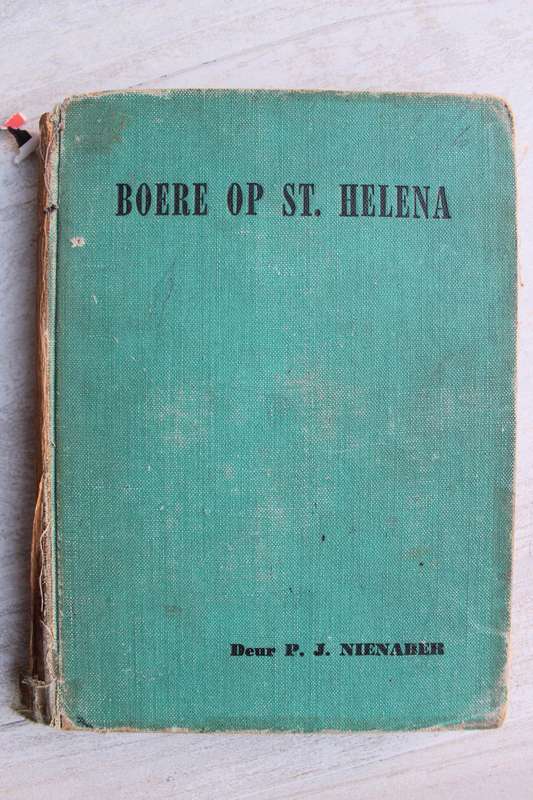 BOERE OP ST. HELENA
Deur P. J. NIENABER